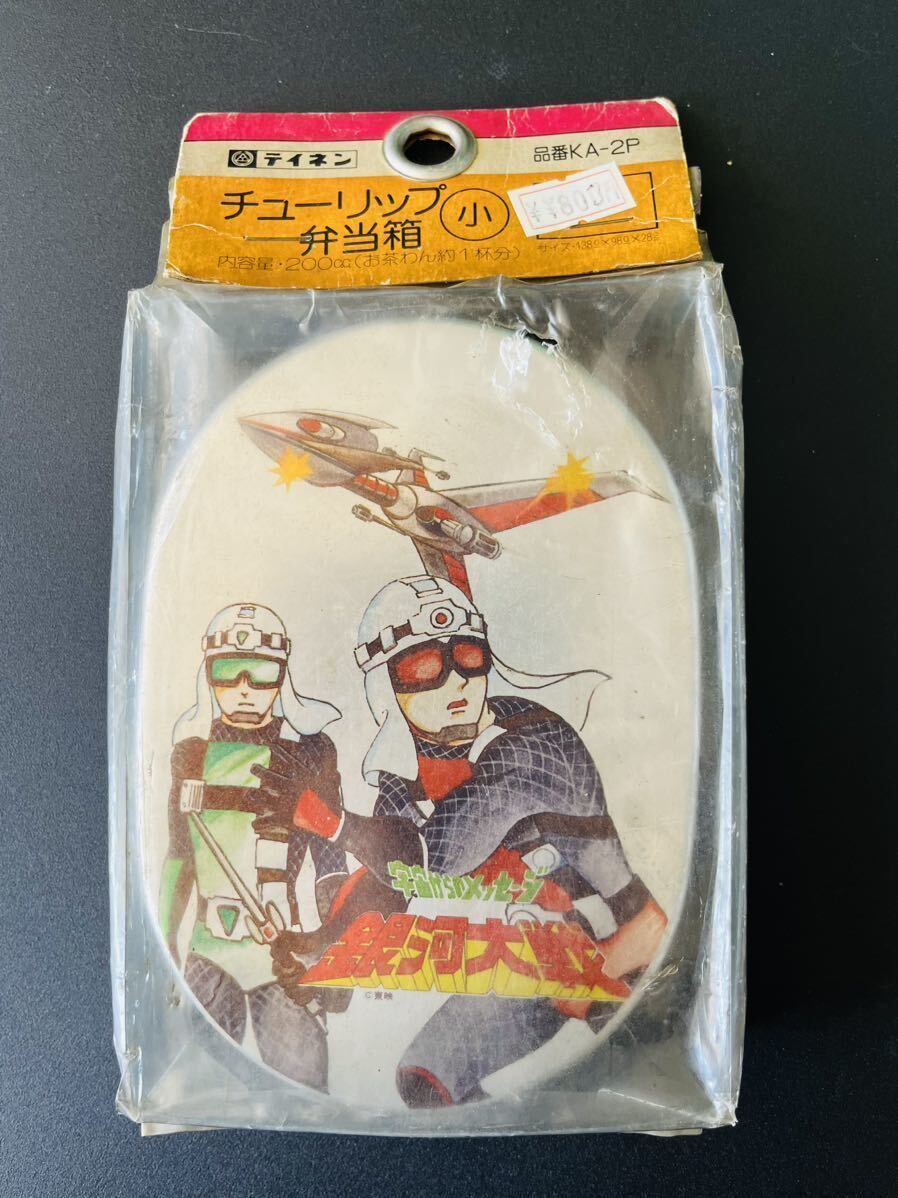 テイネン
品番KA-2P
チューリップ
弁当箱
小
¥¥800
内容量・200cc(お茶わん約1杯分)
宇宙からのメッセージ
銀河大戦
©東映